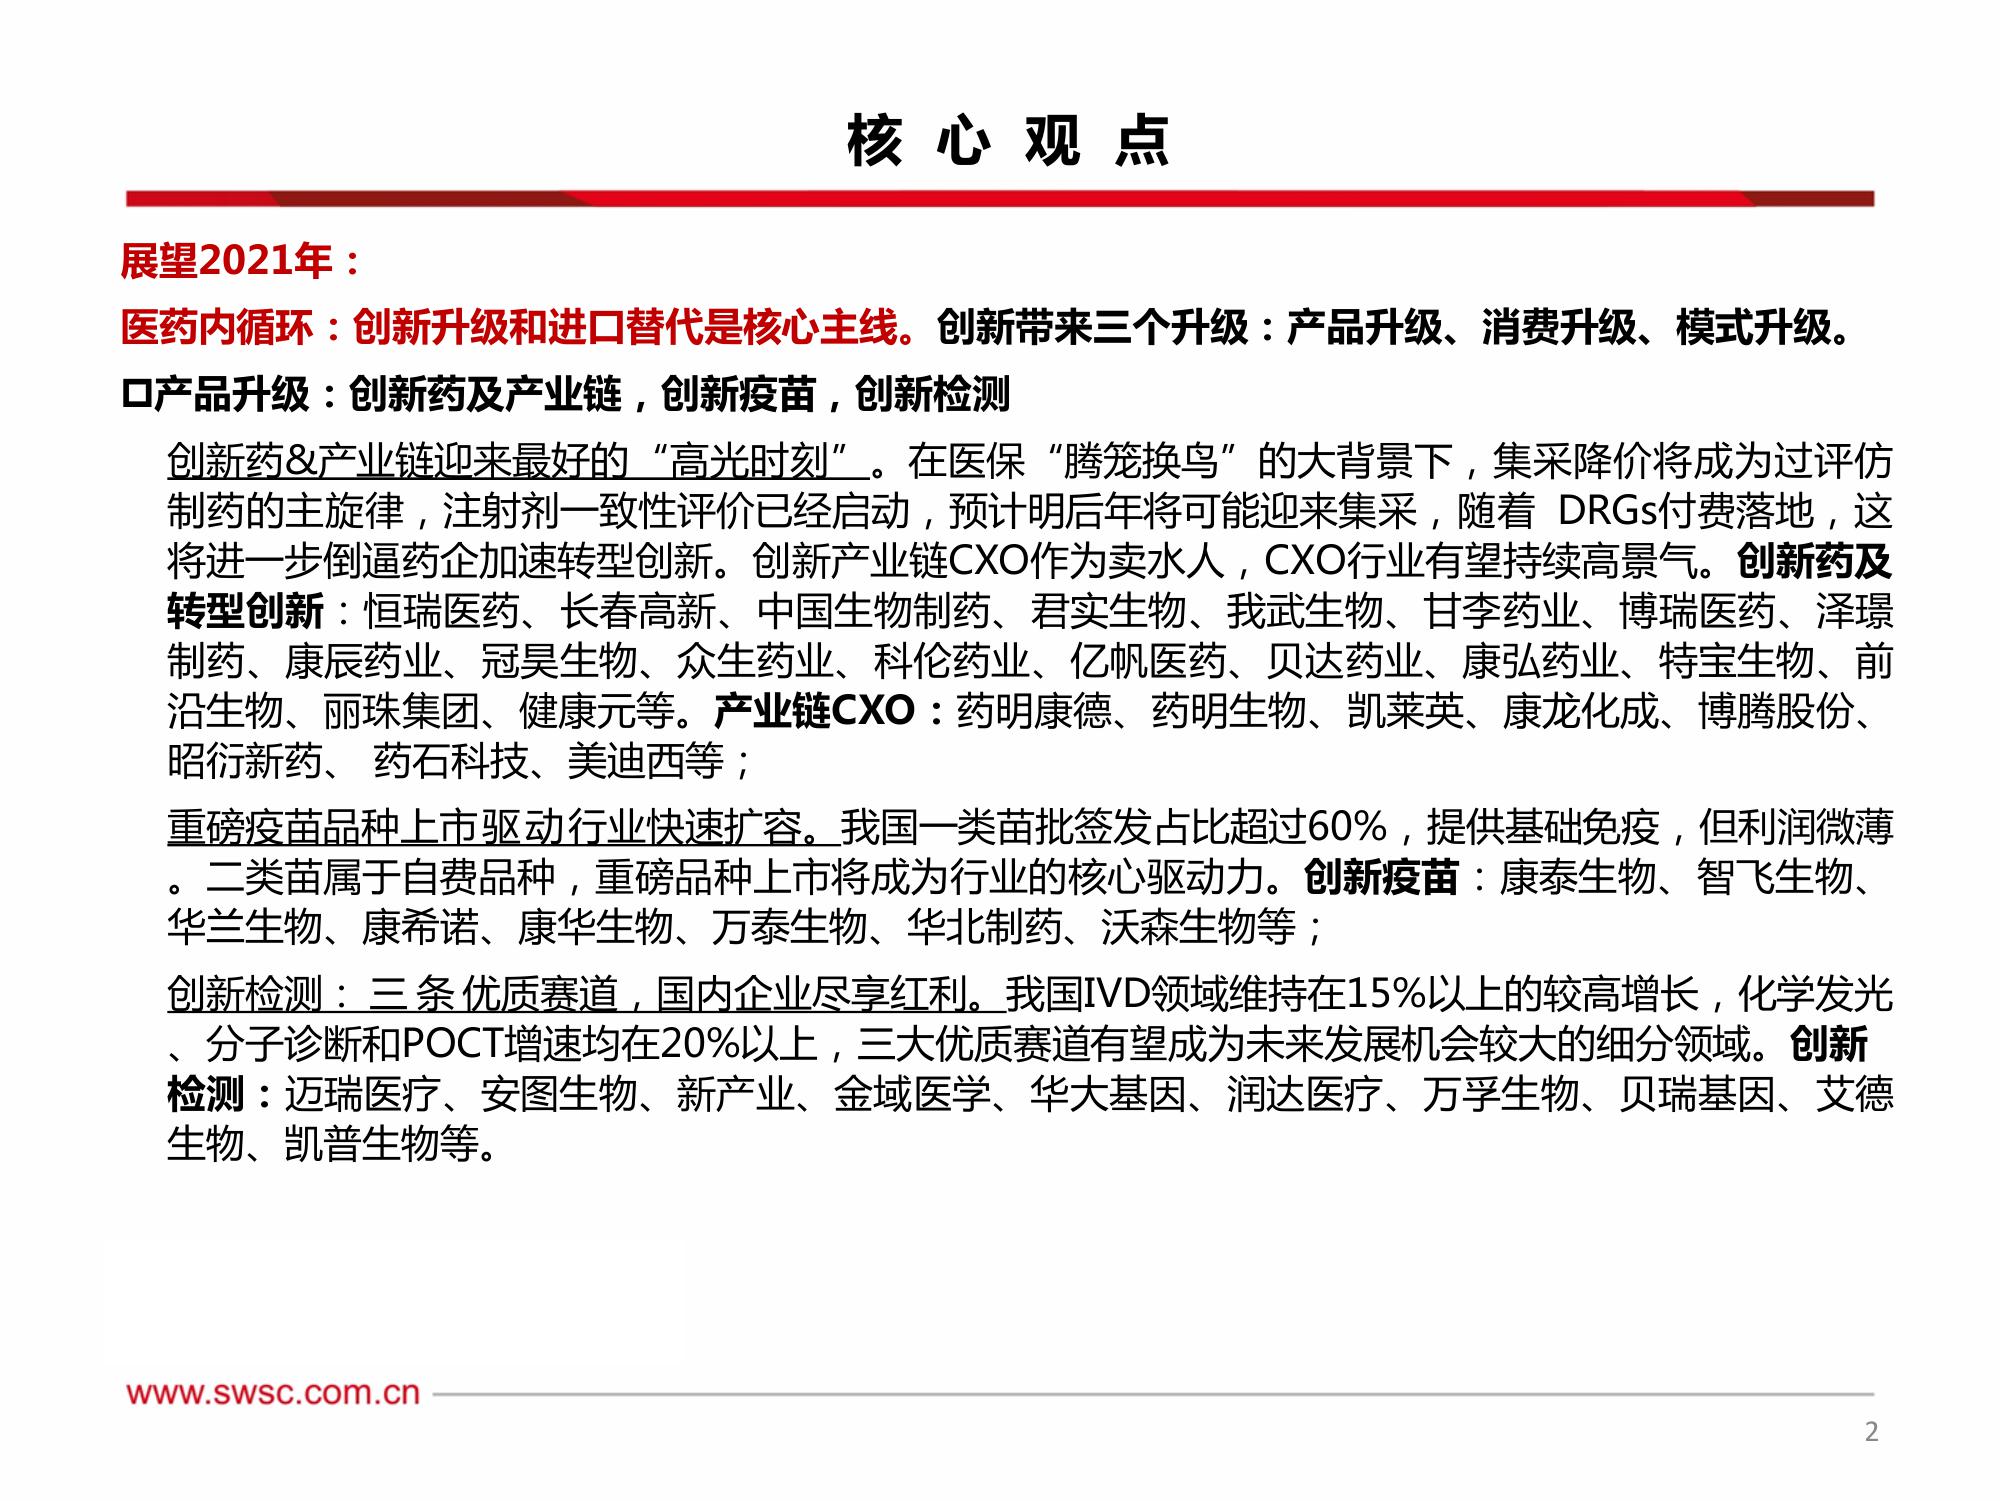 核心观点
展望2021年：
医药内循环：创新升级和进口替代是核心主线。创新带来三个升级：产品升级、消费升级、模式升级。
□产品升级：创新药及产业链，创新疫苗，创新检测
创新药&产业链迎来最好的“高光时刻”。在医保“腾笼换鸟”的大背景下，集采降价将成为过评仿
制药的主旋律，注射剂一致性评价已经启动，预计明后年将可能迎来集采，随着 DRGs付费落地，这
将进一步倒逼药企加速转型创新。创新产业链CXO作为卖水人，CXO行业有望持续高景气。创新药及
转型创新：恒瑞医药、长春高新、中国生物制药、君实生物、我武生物、甘李药业、博瑞医药、泽璟
制药、康辰药业、冠昊生物、众生药业、科伦药业、亿帆医药、贝达药业、康弘药业、特宝生物、前
沿生物、丽珠集团、健康元等。产业链CXO：药明康德、药明生物、凯莱英、康龙化成、博腾股份、
昭衍新药、 药石科技、美迪西等；
重磅疫苗品种上市驱动行业快速扩容。我国一类苗批签发占比超过60%，提供基础免疫，但利润微薄
。二类苗属于自费品种，重磅品种上市将成为行业的核心驱动力。创新疫苗：康泰生物、智飞生物、
华兰生物、康希诺、康华生物、万泰生物、华北制药、沃森生物等；
创新检测：三条优质赛道，国内企业尽享红利。我国IVD领域维持在15%以上的较高增长，化学发光
、分子诊断和POCT增速均在20%以上，三大优质赛道有望成为未来发展机会较大的细分领域。创新
检测：迈瑞医疗、安图生物、新产业、金域医学、华大基因、润达医疗、万孚生物、贝瑞基因、艾德
生物、凯普生物等。
www.swsc.com.cn
2